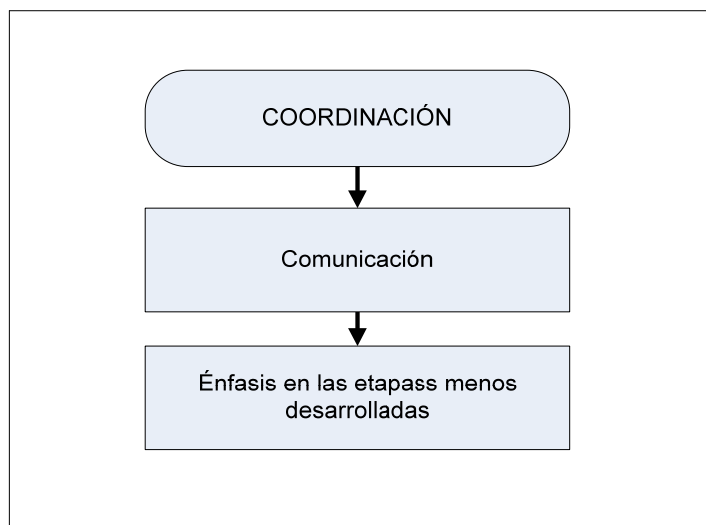 COORDINACIÓN
Comunicación
Énfasis en las etapass menos
desarrolladas